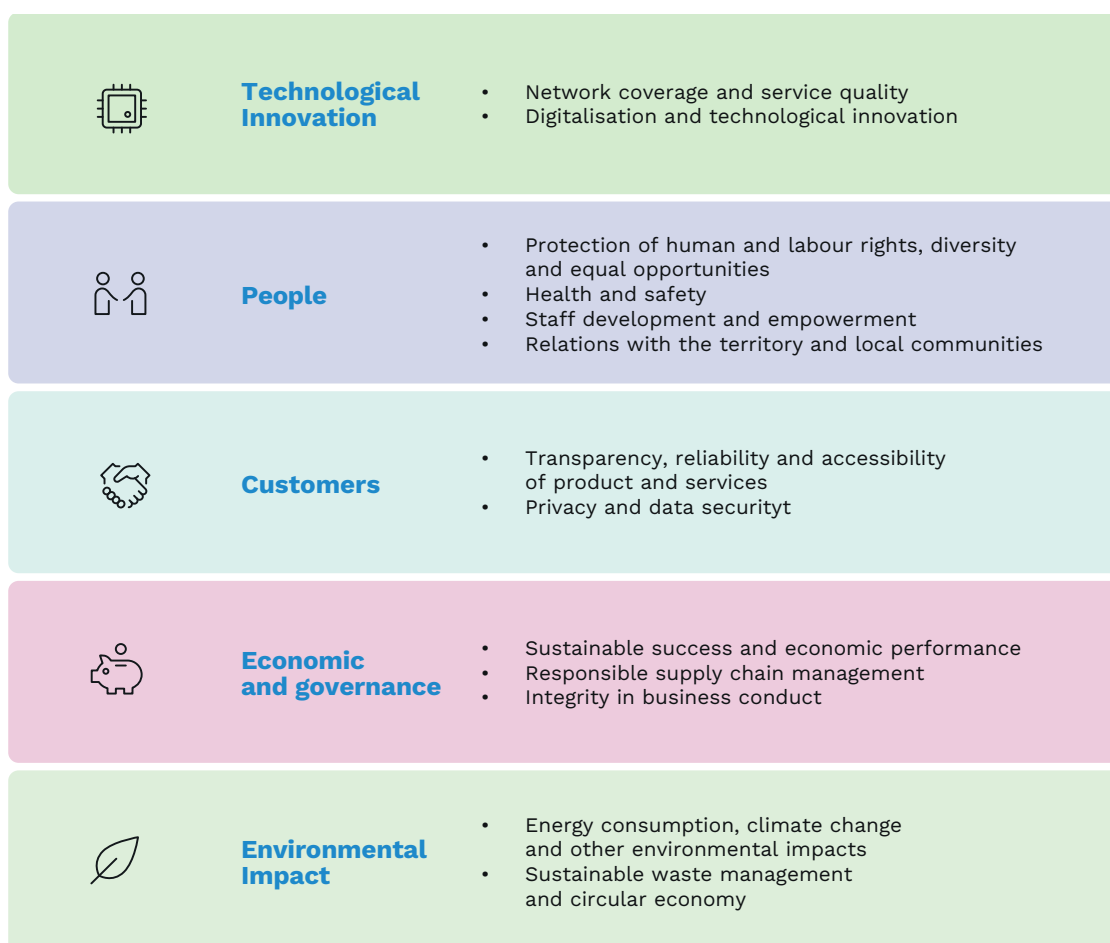 Technological
Innovation
• Network coverage and service quality
• Digitalisation and technological innovation
People
• Protection of human and labour rights, diversity
and equal opportunities
• Health and safety
• Staff development and empowerment
• Relations with the territory and local communities
Customers
• Transparency, reliability and accessibility
of product and services
• Privacy and data securityt
Economic
and governance
• Sustainable success and economic performance
• Responsible supply chain management
• Integrity in business conduct
Environmental
Impact
• Energy consumption, climate change
and other environmental impacts
• Sustainable waste management
and circular economy